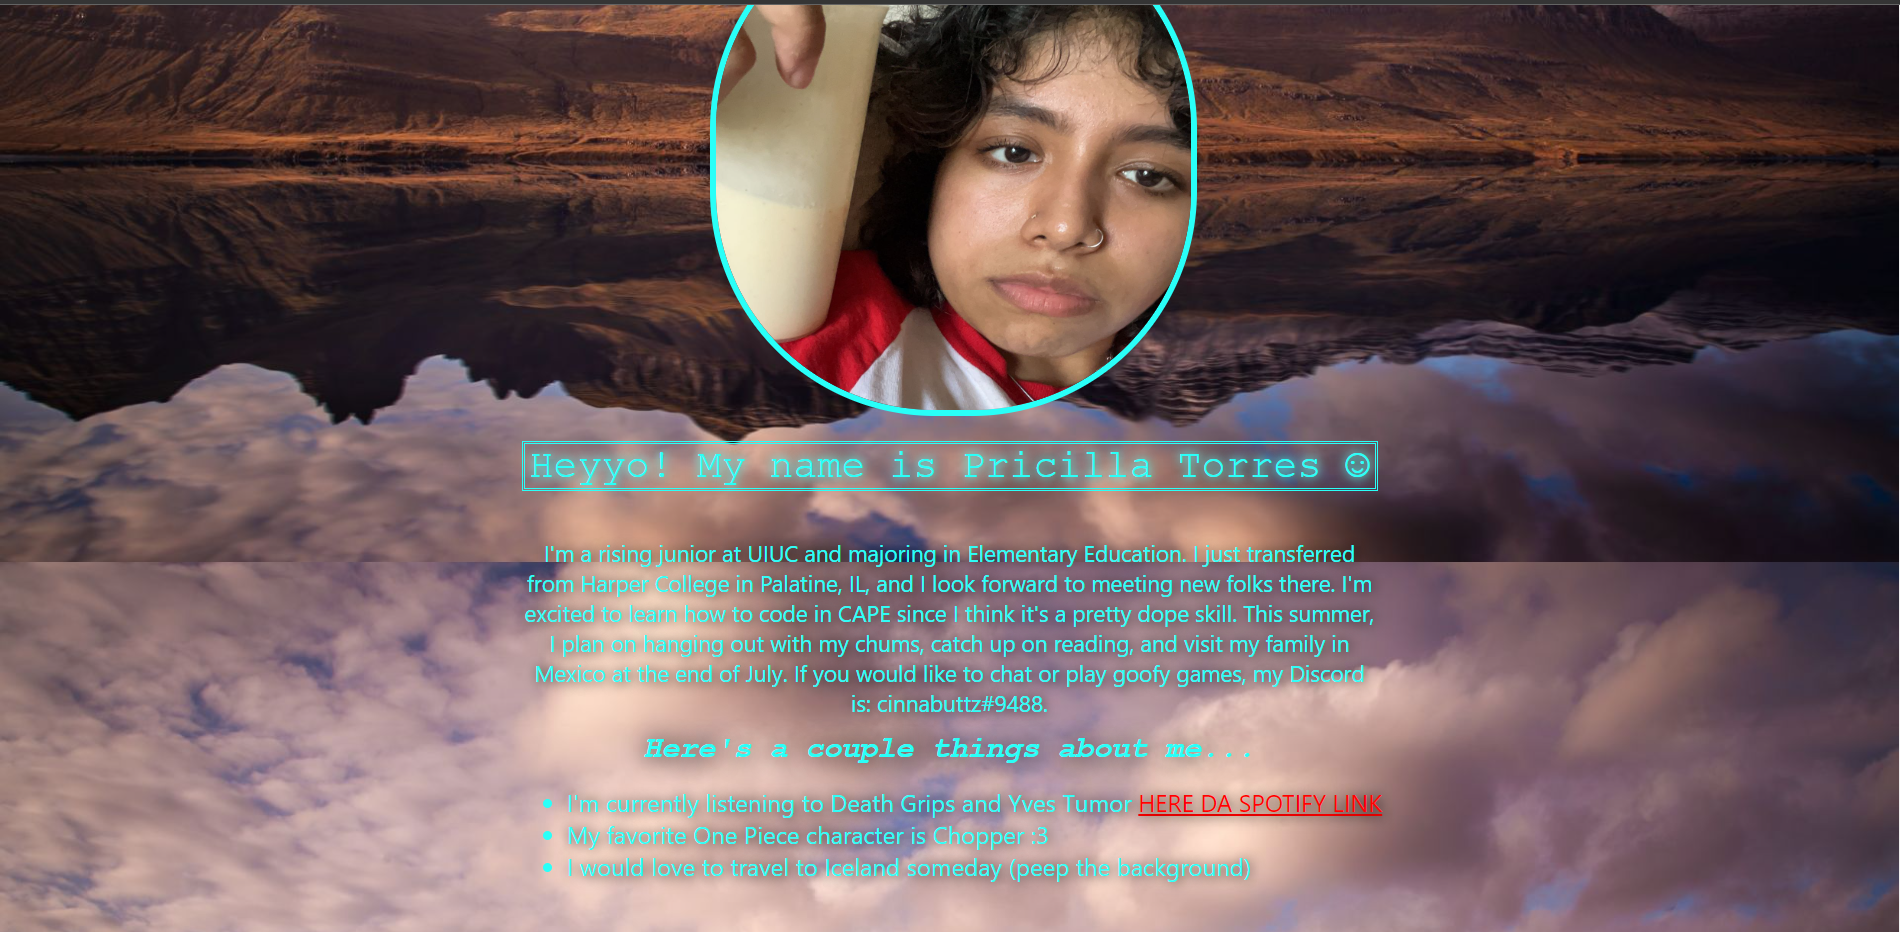 Heyyo! My name is Pricilla Torres ☺
I'm a rising junior at UIUC and majoring in Elementary Education. I just transferred
from Harper College in Palatine, IL, and I look forward to meeting new folks there. I'm
excited to learn how to code in CAPE since I think it's a pretty dope skill. This summer,
I plan on hanging out with my chums, catch up on reading, and visit my family in
Mexico at the end of July. If you would like to chat or play goofy games, my Discord
is: cinnabuttz#9488.
Here's a couple things about me...
I'm currently listening to Death Grips and Yves Tumor HERE DA SPOTIFY LINK
My favorite One Piece character is Chopper :3
I would love to travel to Iceland someday (peep the background)